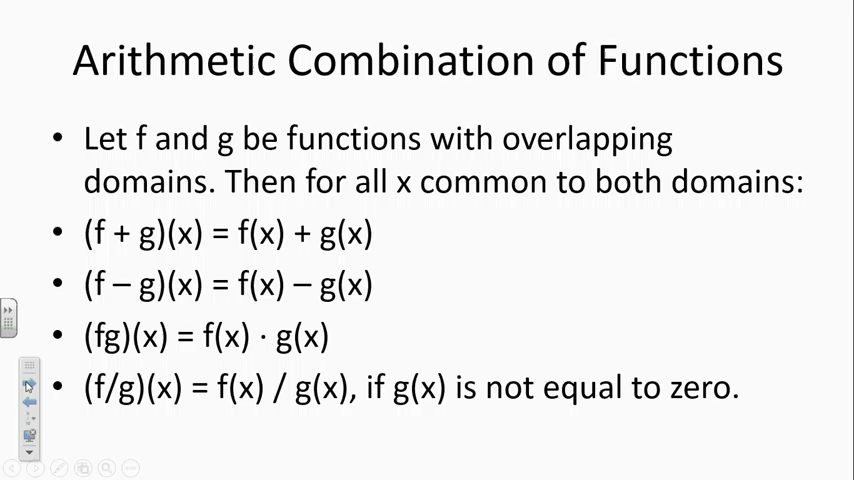 Arithmetic Combination of Functions
• Let f and g be functions with overlapping
domains. Then for all x common to both domains:
• (f + g)(x) = f(x) + g(x)
• (f – g)(x) = f(x) – g(x)
• (fg)(x) = f(x) · g(x)
• (f/g)(x) = f(x) / g(x), if g(x) is not equal to zero.